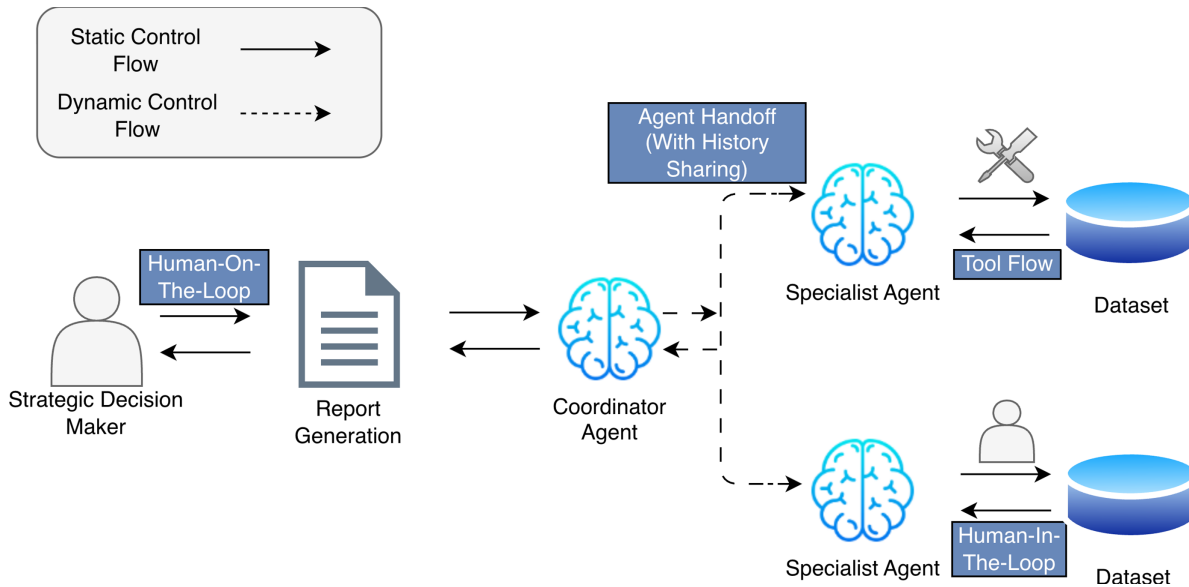 Static Control
Flow
Dynamic Control
Flow
Agent Handoff
(With History
Sharing)
Specialist Agent
Tool Flow
Dataset
Human-On-
The-Loop
Strategic Decision
Maker
Report
Generation
Coordinator
Agent
Specialist Agent
Human-In-
The-Loop
Dataset